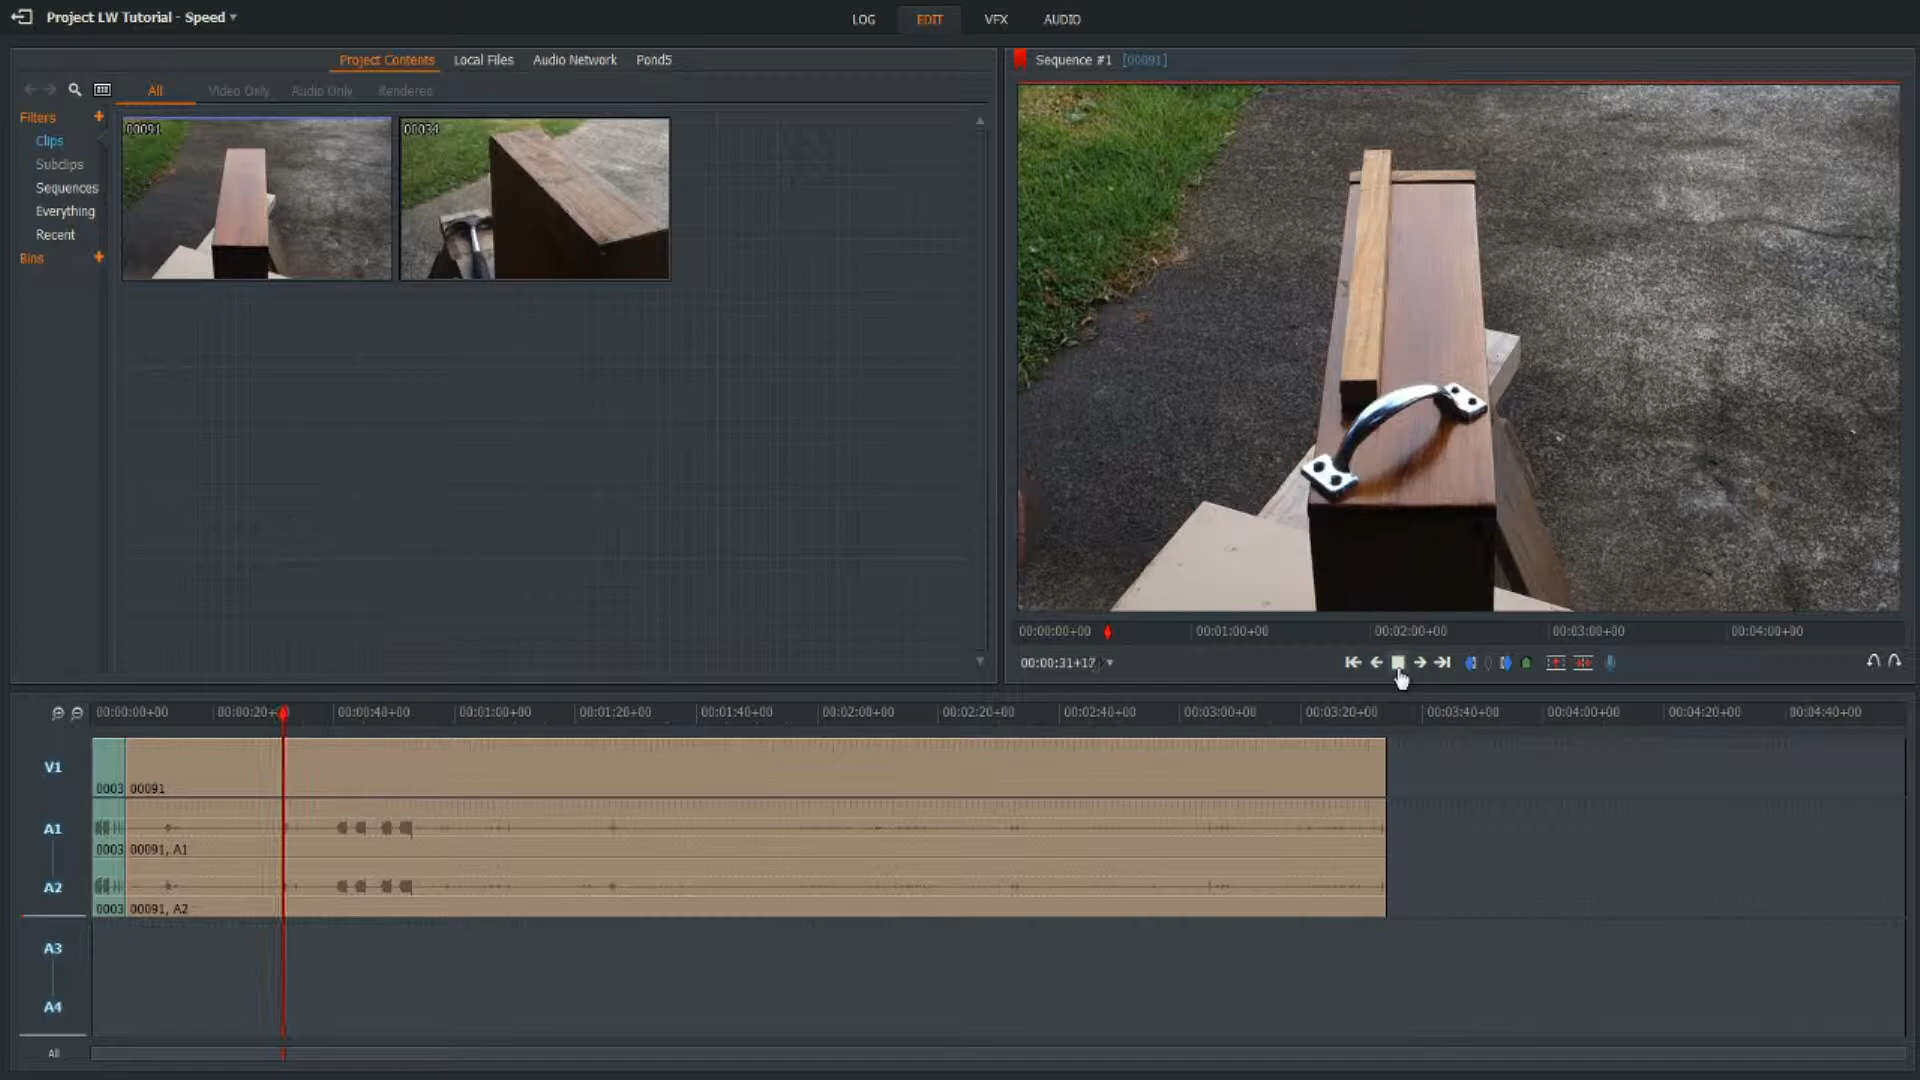 Project LW Tutorial - Speed
LOG EDIT VFX AUDIO
Project Contents Local Files Audio Network Pond5
Sequence #1 [00091]
All Video Only Audio Only Rendered
Filters
Clips
Subclips
Sequences
Everything
Recent
Bins
00091
00034
00:00:00+00 00:01:00+00 00:02:00+00 00:03:00+00 00:04:00+00
00:00:31+17
00:00:00+00 00:00:20+ 00:00:40+00 00:01:00+00 00:01:20+00 00:01:40+00 00:02:00+00 00:02:20+00 00:02:40+00 00:03:00+00 00:03:20+00 00:03:40+00 00:04:00+00 00:04:20+00 00:04:40+00
V1
0003 00091
A1
0003 00091, A1
A2
0003 00091, A2
A3
A4
All